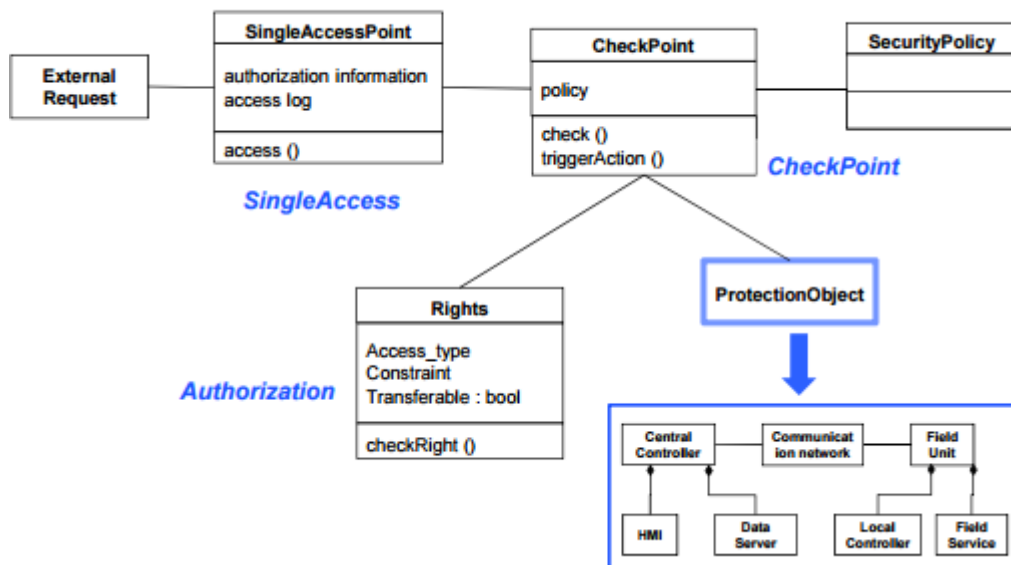 SingleAccessPoint
authorization information
access log
access ()
External
Request
CheckPoint
policy
check ()
triggerAction ()
SecurityPolicy
SingleAccess
CheckPoint
Rights
Access_type
Constraint
Transferable : bool
checkRight ()
Authorization
ProtectionObject
Central
Controller
Communicat
ion network
Field
Unit
HMI
Data
Server
Local
Controller
Field
Service